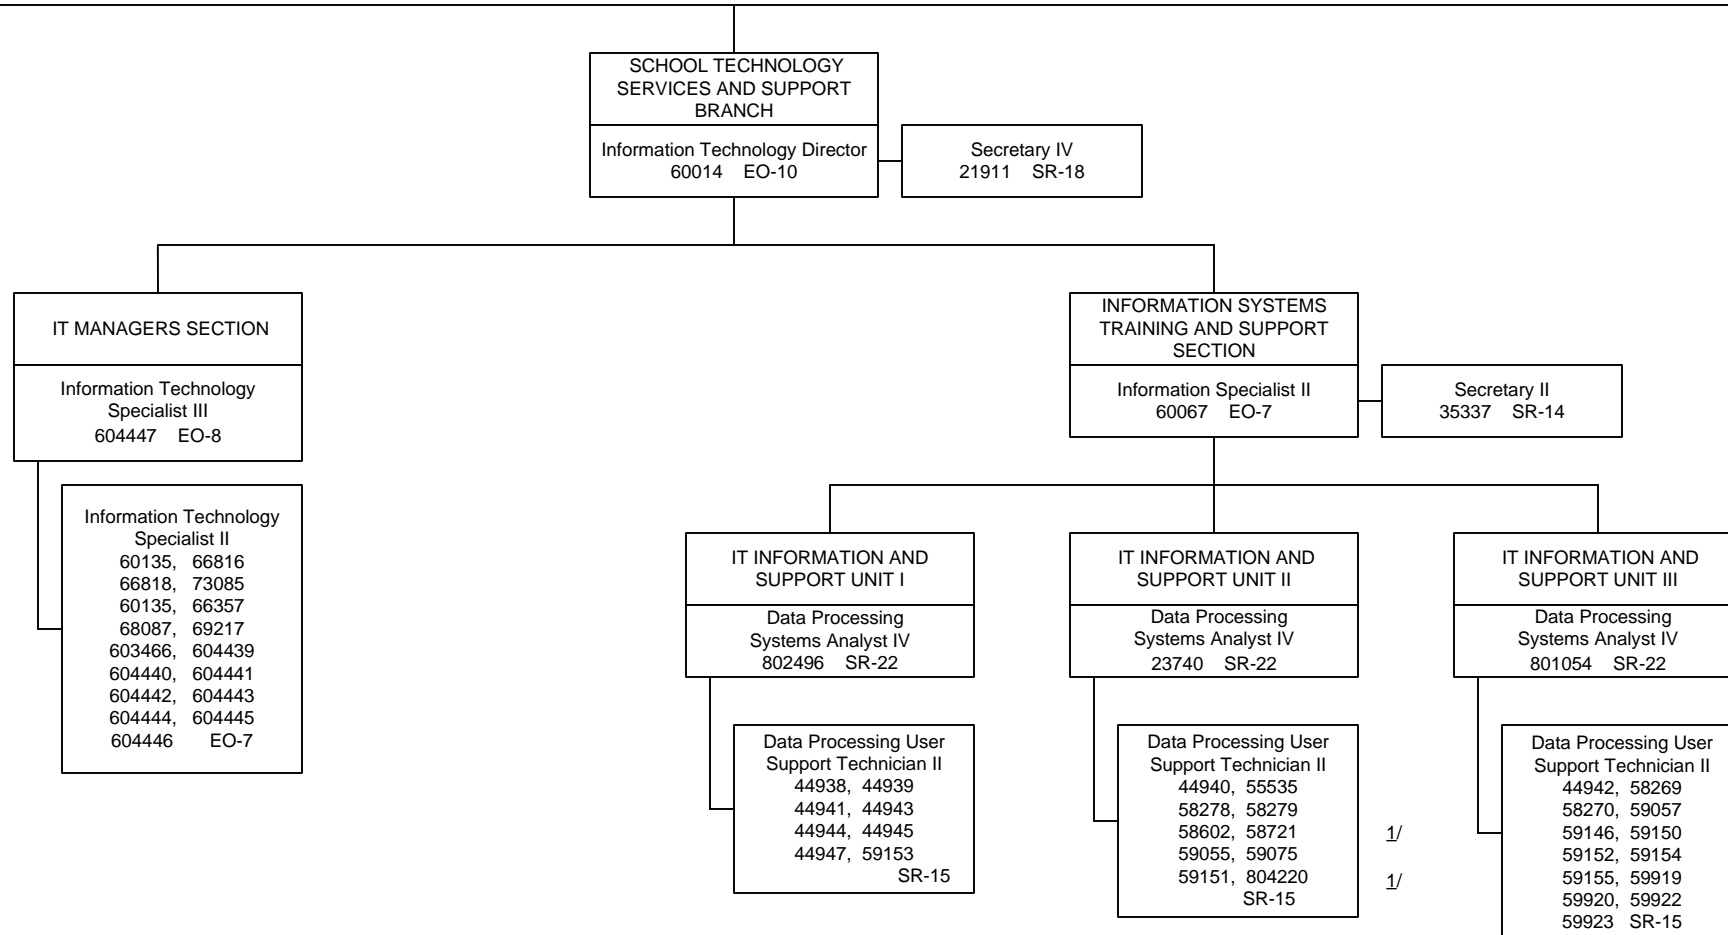 SCHOOL TECHNOLOGY
SERVICES AND SUPPORT
BRANCH
Information Technology Director
60014 EO-10
Secretary IV
21911 SR-18
IT MANAGERS SECTION
Information Technology
Specialist III
604447 EO-8
Information Technology
Specialist II
60135, 66816
66818, 73085
60135, 66357
68087, 69217
603466, 604439
604440, 604441
604442, 604443
604444, 604445
604446 EO-7
INFORMATION SYSTEMS
TRAINING AND SUPPORT
SECTION
Information Specialist II
60067 EO-7
Secretary II
35337 SR-14
IT INFORMATION AND
SUPPORT UNIT I
Data Processing
Systems Analyst IV
802496 SR-22
Data Processing User
Support Technician II
44938, 44939
44941, 44943
44944, 44945
44947, 59153
SR-15
IT INFORMATION AND
SUPPORT UNIT II
Data Processing
Systems Analyst IV
23740 SR-22
Data Processing User
Support Technician II
44940, 55535
58278, 58279
58602, 58721 1/
59055, 59075
59151, 804220 1/
SR-15
IT INFORMATION AND
SUPPORT UNIT III
Data Processing
Systems Analyst IV
801054 SR-22
Data Processing User
Support Technician II
44942, 58269
58270, 59057
59146, 59150
59152, 59154
59155, 59919
59920, 59922
59923 SR-15